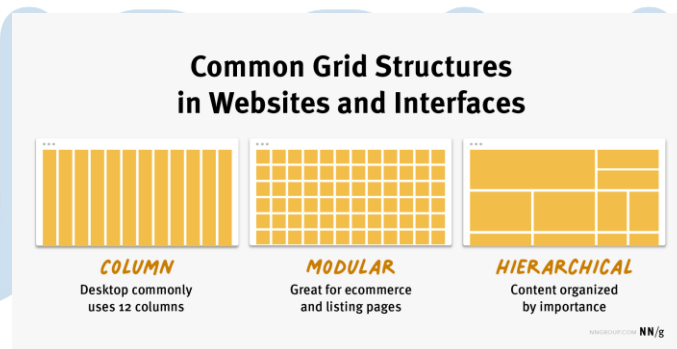 Common Grid Structures
in Websites and Interfaces
COLUMN
Desktop commonly
uses 12 columns
MODULAR
Great for ecommerce
and listing pages
HIERARCHICAL
Content organized
by importance
NNGROUP.COM NN/g